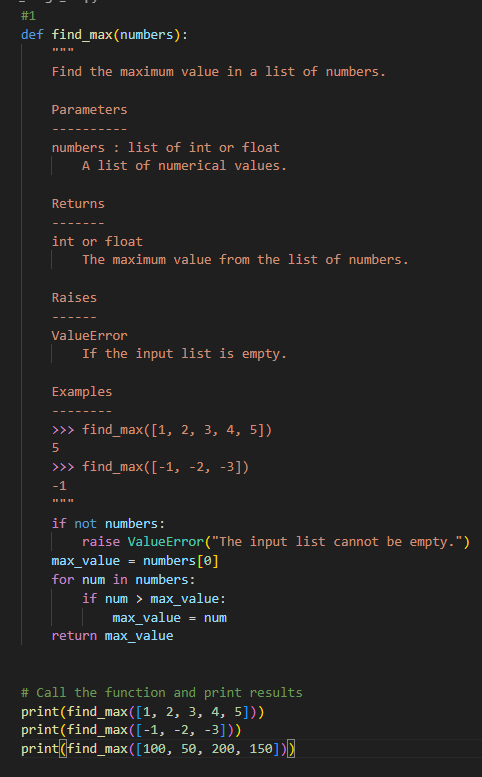 #1
def find_max(numbers):
    """
    Find the maximum value in a list of numbers.

    Parameters
    ----------
    numbers : list of int or float
        A list of numerical values.

    Returns
    -------
    int or float
        The maximum value from the list of numbers.

    Raises
    ------
    ValueError
        If the input list is empty.

    Examples
    --------
    >>> find_max([1, 2, 3, 4, 5])
    5
    >>> find_max([-1, -2, -3])
    -1
    """
    if not numbers:
        raise ValueError("The input list cannot be empty.")
    max_value = numbers[0]
    for num in numbers:
        if num > max_value:
            max_value = num
    return max_value


# Call the function and print results
print(find_max([1, 2, 3, 4, 5]))
print(find_max([-1, -2, -3]))
print(find_max([100, 50, 200, 150]))